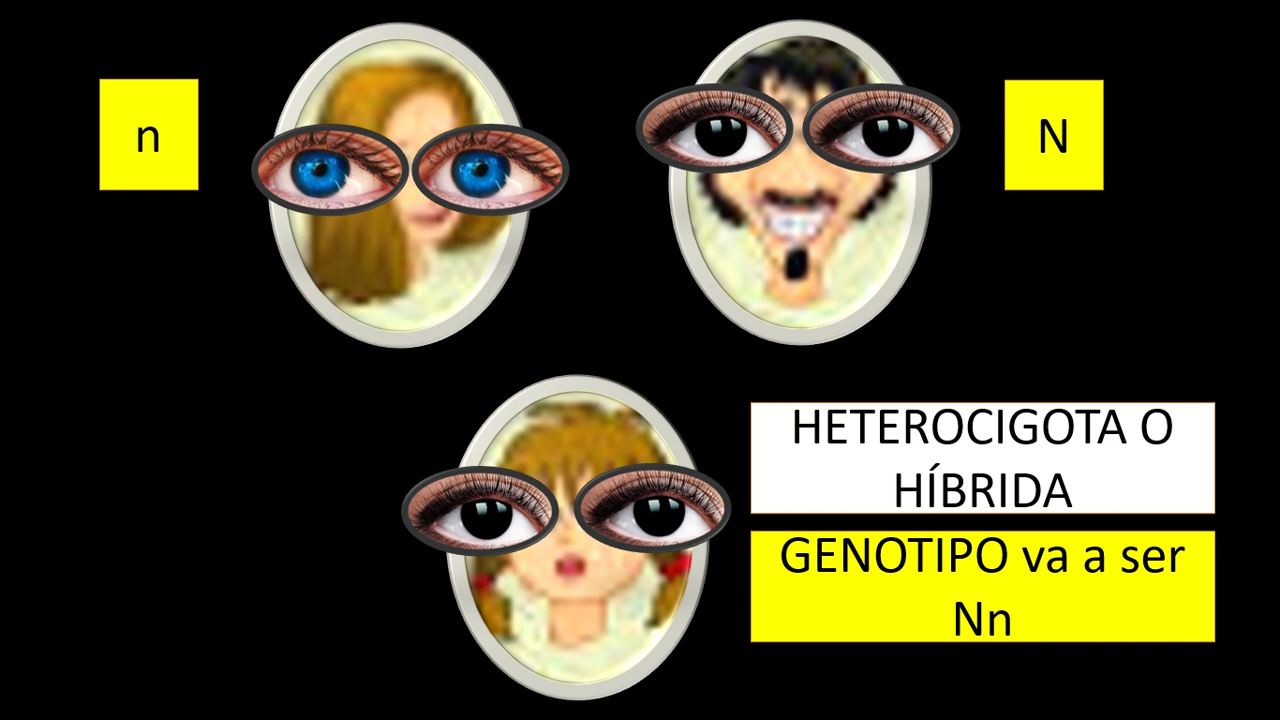 n
N
HETEROCIGOTA O
HÍBRIDA
GENOTIPO va a ser
Nn